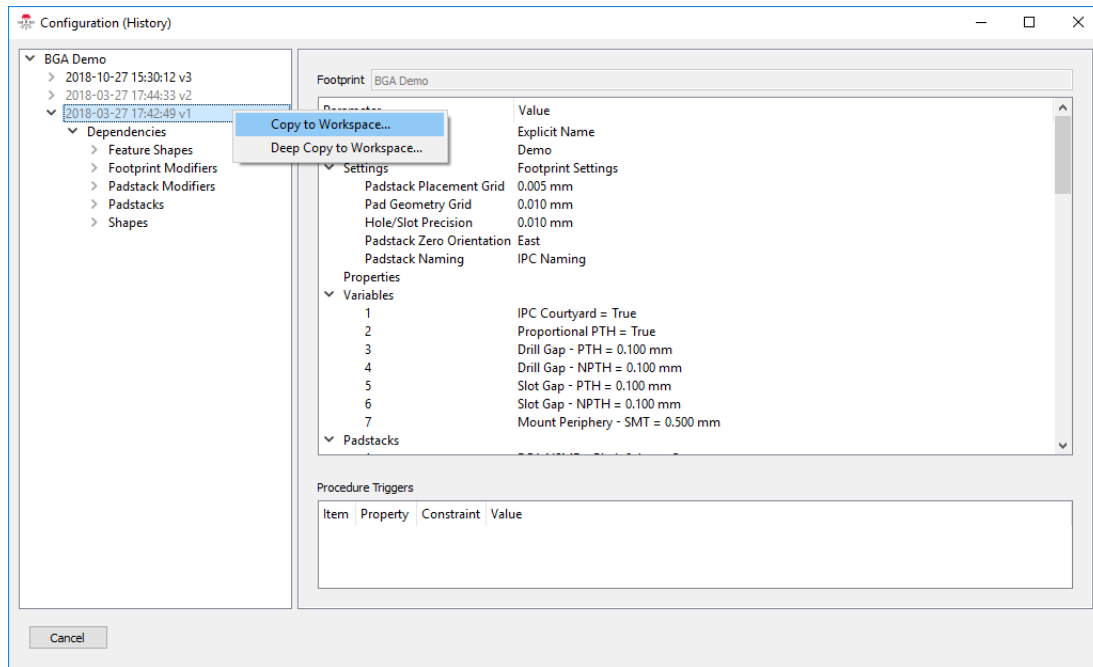 Configuration (History)
BGA Demo
2018-10-27 15:30:12 v3
2018-03-27 17:44:33 v2
2018-03-27 17:42:49 v1
Dependencies
Feature Shapes
Footprint Modifiers
Padstack Modifiers
Padstacks
Shapes
Copy to Workspace...
Deep Copy to Workspace...
Footprint BGA Demo
Parameter Value
Explicit Name
Demo
Settings Footprint Settings
Padstack Placement Grid 0.005 mm
Pad Geometry Grid 0.010 mm
Hole/Slot Precision 0.010 mm
Padstack Zero Orientation East
Padstack Naming IPC Naming
Properties
Variables
1 IPC Courtyard = True
2 Proportional PTH = True
3 Drill Gap - PTH = 0.100 mm
4 Drill Gap - NPTH = 0.100 mm
5 Slot Gap - PTH = 0.100 mm
6 Slot Gap - NPTH = 0.100 mm
7 Mount Periphery - SMT = 0.500 mm
Padstacks
Procedure Triggers
Item Property Constraint Value
Cancel